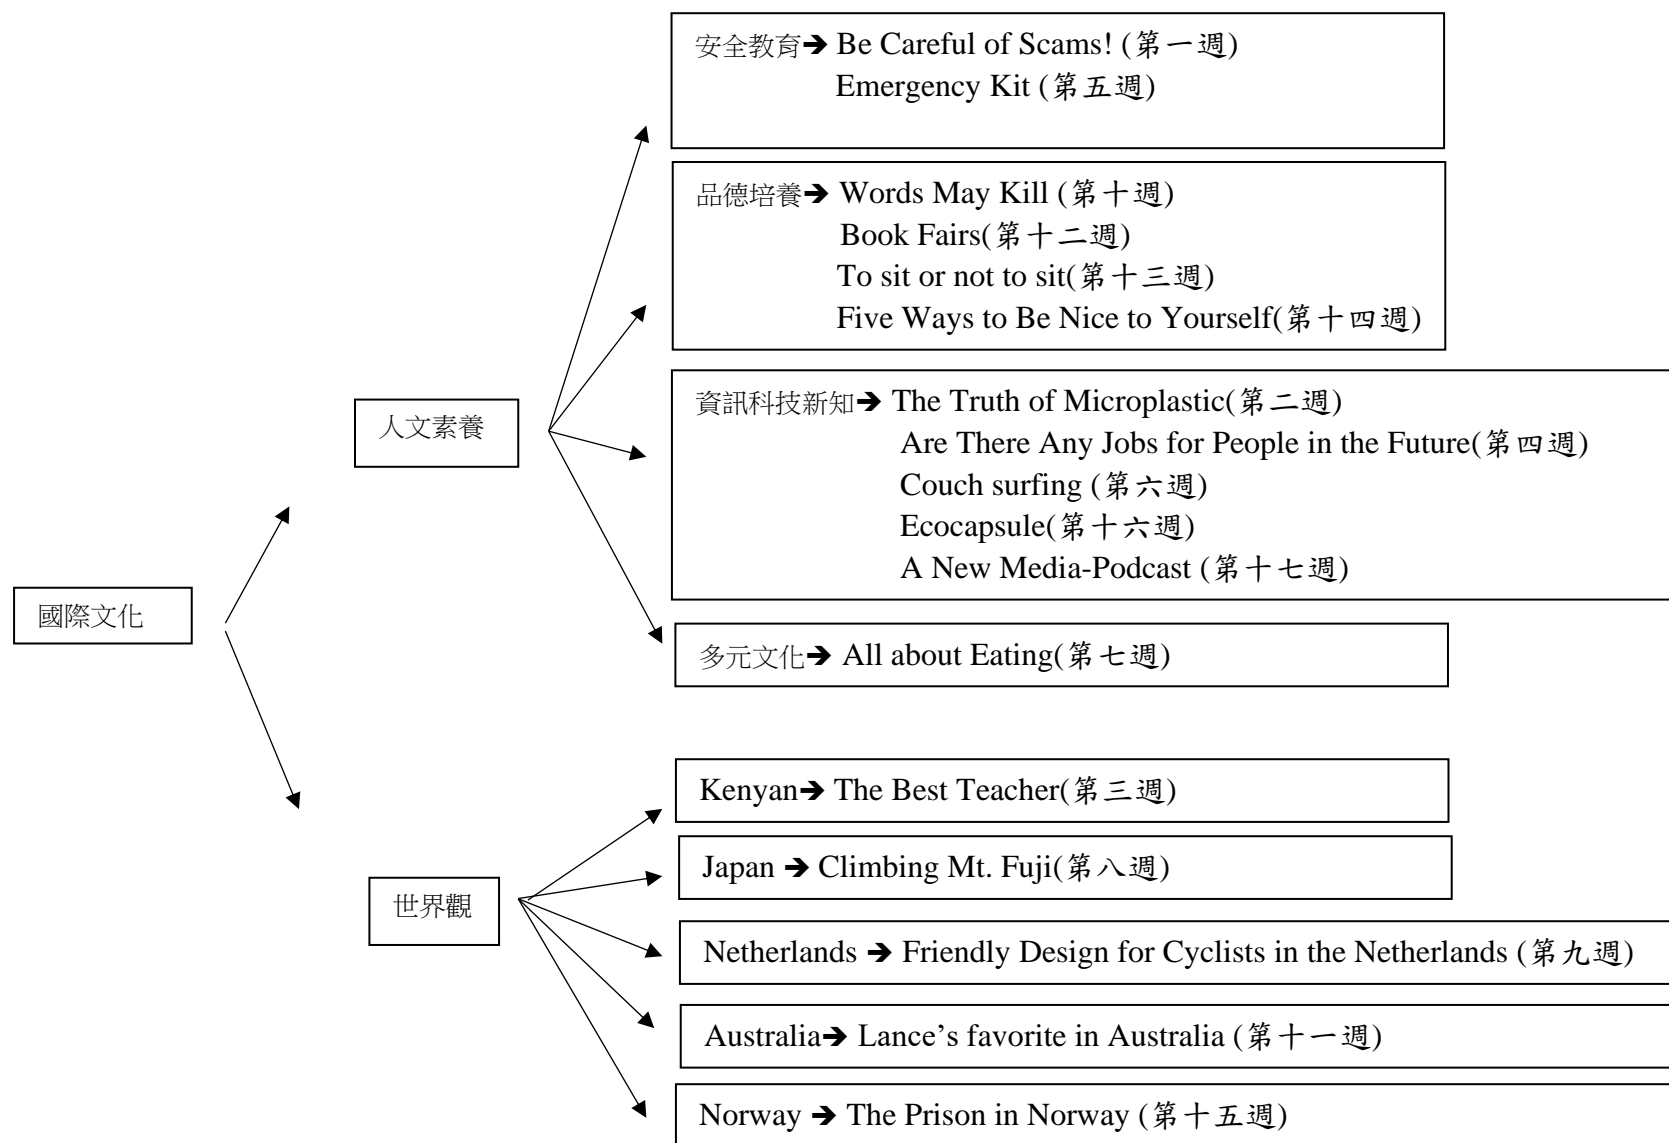 國際文化
人文素養
安全教育➔ Be Careful of Scams! (第一週)
Emergency Kit (第五週)
品德培養➔ Words May Kill (第十週)
Book Fairs(第十二週)
To sit or not to sit(第十三週)
Five Ways to Be Nice to Yourself(第十四週)
資訊科技新知➔ The Truth of Microplastic(第二週)
Are There Any Jobs for People in the Future(第四週)
Couch surfing (第六週)
Ecocapsule(第十六週)
A New Media-Podcast (第十七週)
多元文化➔ All about Eating(第七週)
世界觀
Kenyan➔ The Best Teacher(第三週)
Japan ➔ Climbing Mt. Fuji(第八週)
Netherlands ➔ Friendly Design for Cyclists in the Netherlands (第九週)
Australia➔ Lance’s favorite in Australia (第十一週)
Norway ➔ The Prison in Norway (第十五週)